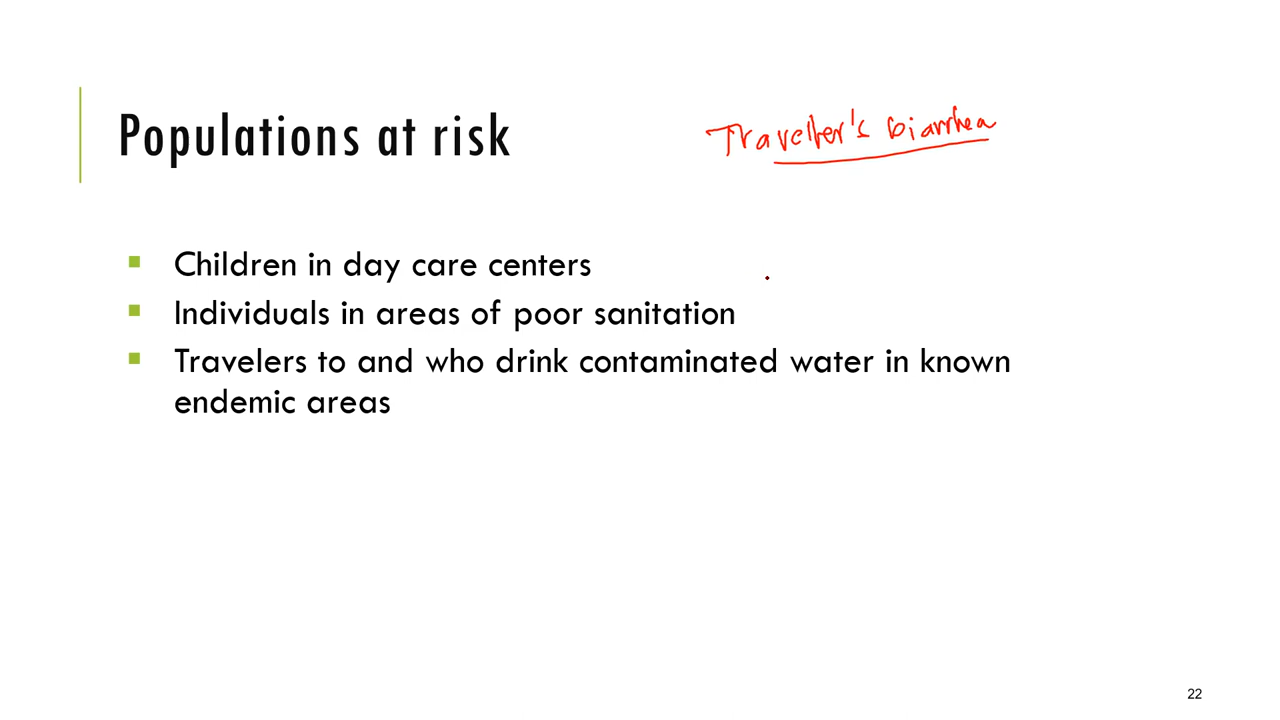 Populations at risk
Traveller's Diarrhea
Children in day care centers
Individuals in areas of poor sanitation
Travelers to and who drink contaminated water in known
endemic areas
22